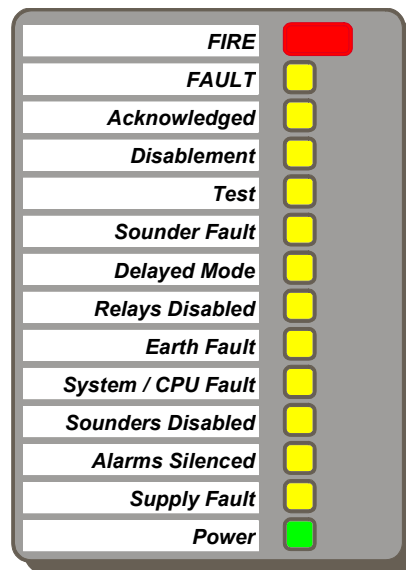 FIRE
FAULT
Acknowledged
Disablement
Test
Sounder Fault
Delayed Mode
Relays Disabled
Earth Fault
System / CPU Fault
Sounders Disabled
Alarms Silenced
Supply Fault
Power